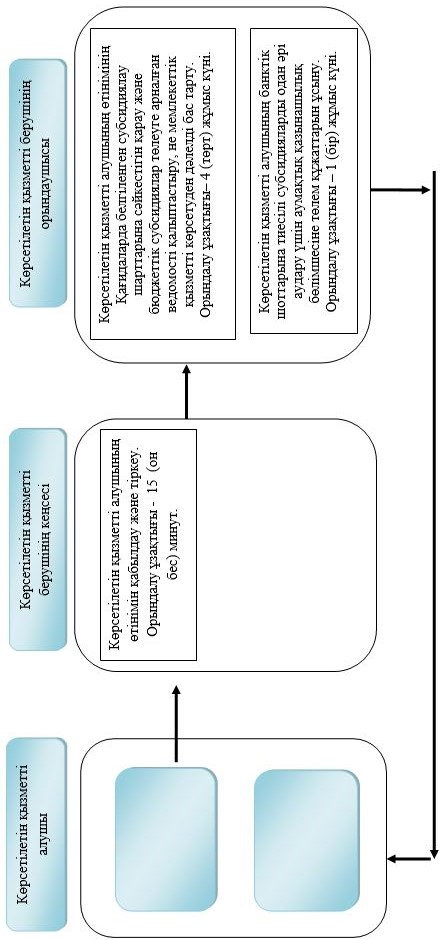 Көрсетілетін қызметті
алушы
Көрсетілетін қызметті
берушінің кеңсесі
Көрсетілетін қызметті берушінің
орындаушысы
Көрсетілетін қызметті алушының
өтінімін қабылдау және тіркеу.
Орындалу ұзақтығы - 15 (он
бес) минут.
Көрсетілетін қызметті алушының өтінімінің
Қағидаларда белгіленген субсидиялау
шарттарына сәйкестігін қарау және
бюджеттік субсидиялар төлеуге арналған
ведомості қалыптастыру, не мемлекеттік
қызметті көрсетуден дәлелді бас тарту.
Орындалу ұзақтығы– 4 (төрт) жұмыс күні.
Көрсетілетін қызметті алушының банктік
шоттарына тиесілі субсидияларды одан әрі
аудару үшін аумақтық қазынашылық
бөлімшесіне төлем құжаттарын ұсыну.
Орындалу ұзақтығы – 1 (бір) жұмыс күні.